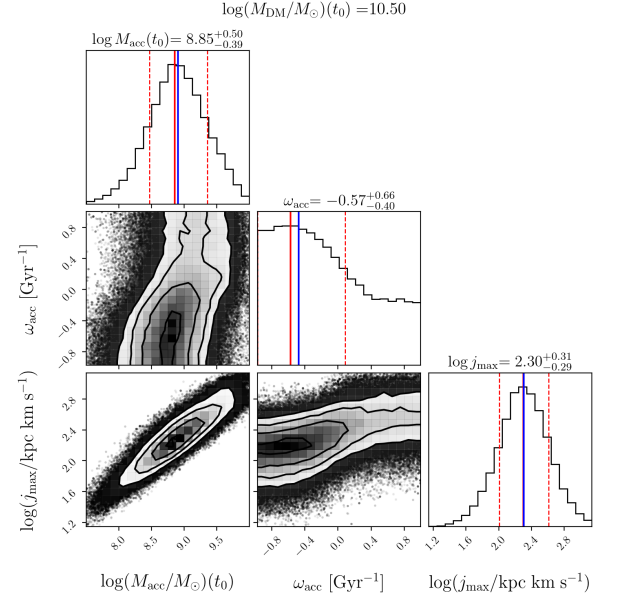 log(M_DM/M_⊙)(t_0) =10.50
log M_acc(t_0)= 8.85^{+0.50}_{−0.39}
ω_acc= −0.57^{+0.66}_{−0.40}
0.8
0.4
0.0
−0.4
−0.8
ω_acc [Gyr^{−1}]
log j_max= 2.30^{+0.31}_{−0.29}
2.8
2.4
2.0
1.6
1.2
log(j_max/kpc km s^{−1})
8.0 8.5 9.0 9.5
−0.8 −0.4 0.0 0.4 0.8
1.2 1.6 2.0 2.4 2.8
log(M_acc/M_⊙)(t_0)
ω_acc [Gyr^{−1}]
log(j_max/kpc km s^{−1})